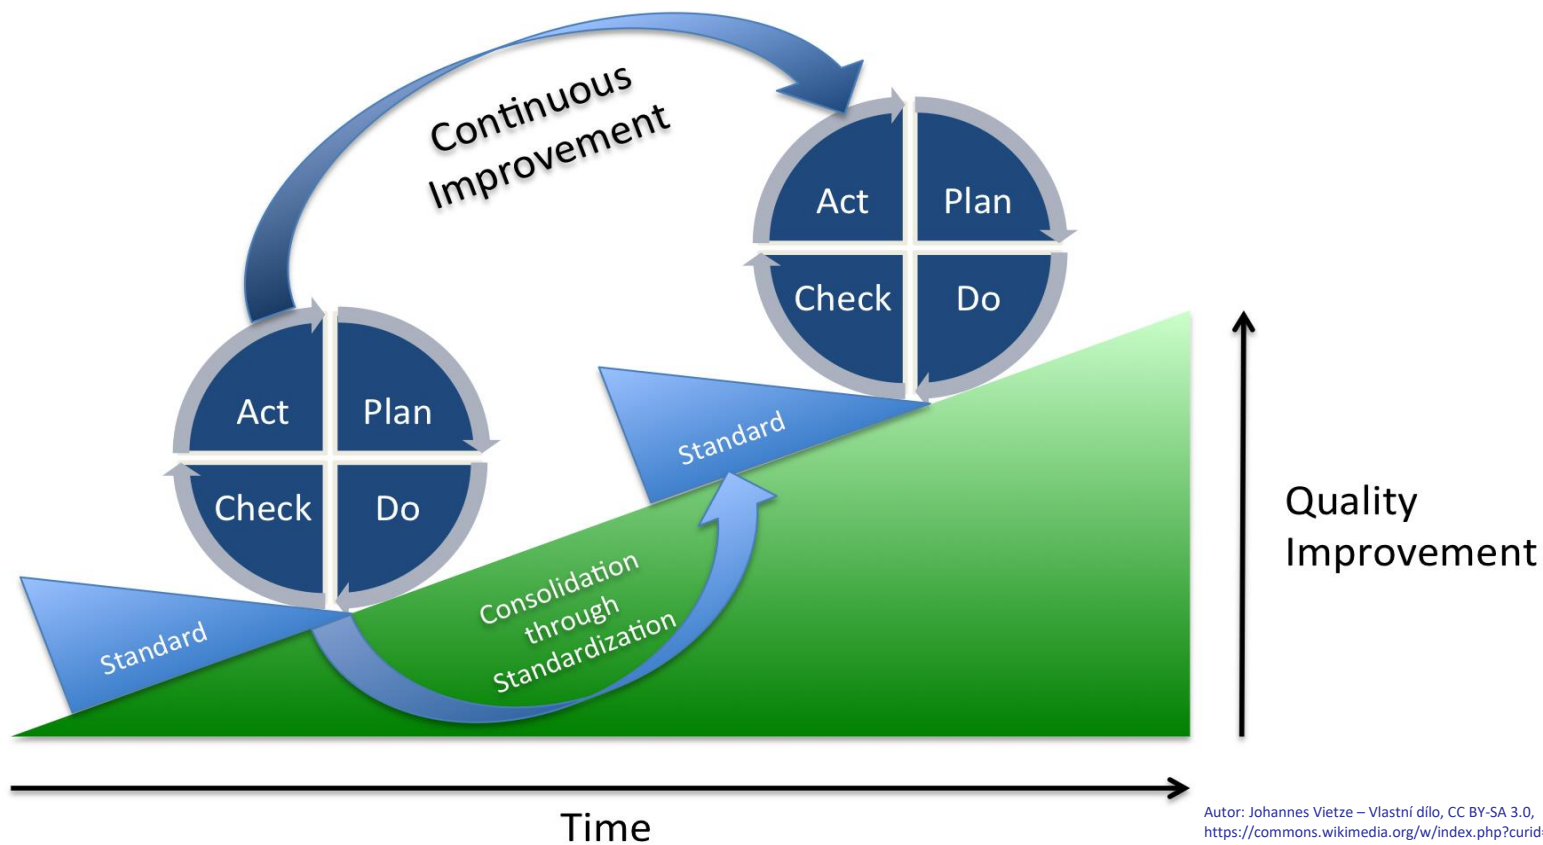 Continuous
Improvement
Act
Plan
Check
Do
Act
Plan
Check
Do
Standard
Standard
Consolidation
through
Standardization
Quality
Improvement
Time
Autor: Johannes Vietze – Vlastní dílo, CC BY-SA 3.0,
https://commons.wikimedia.org/w/index.php?curid=